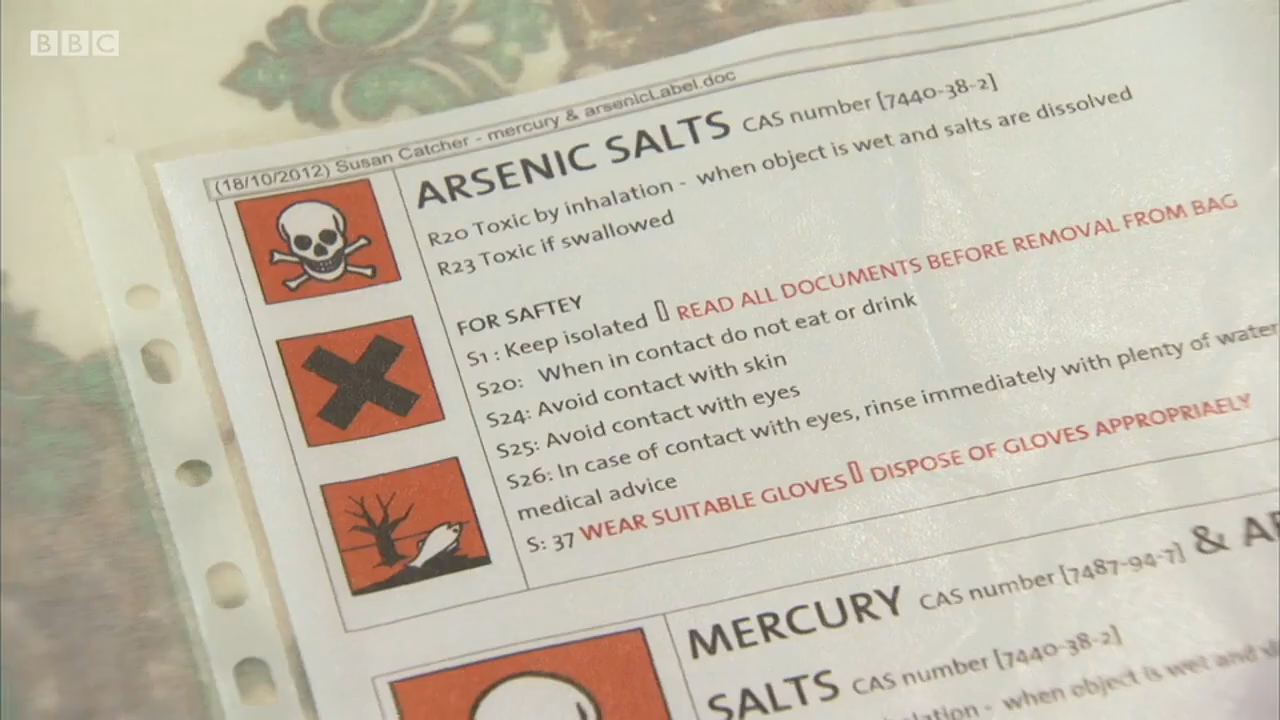 BBC
(18/10/2012) Susan Catcher - mercury & arsenicLabel.doc
ARSENIC SALTS CAS number [7440-38-2]
R20 Toxic by inhalation - when object is wet and salts are dissolved
R23 Toxic if swallowed
FOR SAFTEY
S1 : Keep isolated ▯ READ ALL DOCUMENTS BEFORE REMOVAL FROM BAG
S20: When in contact do not eat or drink
S24: Avoid contact with skin
S25: Avoid contact with eyes
S26: In case of contact with eyes, rinse immediately with plenty of water
medical advice
S: 37 WEAR SUITABLE GLOVES▯ DISPOSE OF GLOVES APPROPRIAELY
MERCURY CAS number [7487-94-7] &
SALTS CAS number [7440-38-2]
- when object is wet and